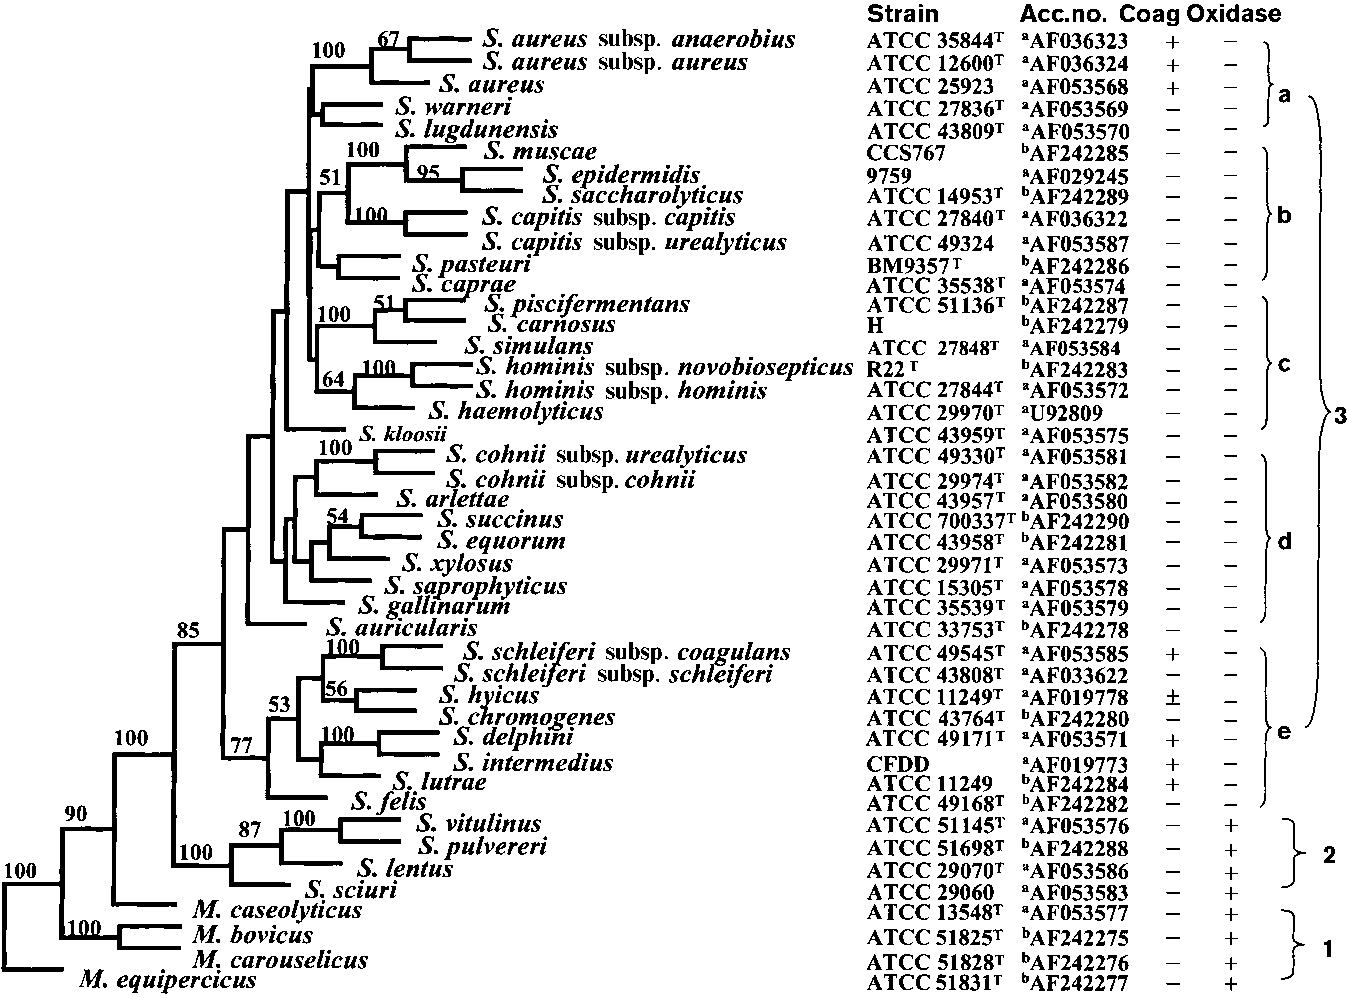 Strain Acc.no. Coag Oxidase
67 S. aureus subsp. anaerobius ATCC 35844T aAF036323 + −
100 S. aureus subsp. aureus ATCC 12600T aAF036324 + −
S. aureus ATCC 25923 aAF053568 + − a
S. warneri ATCC 27836T aAF053569 − −
S. lugdunensis ATCC 43809T aAF053570 − −
100 S. muscae CCS767 bAF242285 − −
51 95 S. epidermidis 9759 aAF029245 − −
S. saccharolyticus ATCC 14953T bAF242289 − −
100 S. capitis subsp. capitis ATCC 27840T aAF036322 − − b
S. capitis subsp. urealyticus ATCC 49324 aAF053587 − −
S. pasteuri BM9357T bAF242286 − −
S. caprae ATCC 35538T aAF053574 − −
51 S. piscifermentans ATCC 51136T bAF242287 − −
100 S. carnosus H bAF242279 − −
S. simulans ATCC 27848T aAF053584 − −
100 S. hominis subsp. novobiosepticus R22T bAF242283 − − c
64 S. hominis subsp. hominis ATCC 27844T aAF053572 − −
S. haemolyticus ATCC 29970T aU92809 − − 3
S. kloosii ATCC 43959T aAF053575 − −
100 S. cohnii subsp. urealyticus ATCC 49330T aAF053581 − −
S. cohnii subsp. cohnii ATCC 29974T aAF053582 − −
S. arlettae ATCC 43957T aAF053580 − −
54 S. succinus ATCC 700337T bAF242290 − −
S. equorum ATCC 43958T bAF242281 − − d
S. xylosus ATCC 29971T aAF053573 − −
S. saprophyticus ATCC 15305T aAF053578 − −
S. gallinarum ATCC 35539T aAF053579 − −
85 S. auricularis ATCC 33753T bAF242278 − −
100 S. schleiferi subsp. coagulans ATCC 49545T aAF053585 + −
S. schleiferi subsp. schleiferi ATCC 43808T aAF033622 − −
53 56 S. hyicus ATCC 11249T aAF019778 ± −
S. chromogenes ATCC 43764T bAF242280 − −
100 77 100 S. delphini ATCC 49171T aAF053571 + − e
S. intermedius CFDD aAF019773 + −
S. lutrae ATCC 11249 bAF242284 + −
S. felis ATCC 49168T bAF242282 − −
90 87 100 S. vitulinus ATCC 51145T aAF053576 − +
100 S. pulvereri ATCC 51698T bAF242288 − + 2
100 S. lentus ATCC 29070T aAF053586 − +
S. sciuri ATCC 29060 aAF053583 − +
M. caseolyticus ATCC 13548T aAF053577 − +
100 M. bovicus ATCC 51825T bAF242275 − + 1
M. carouselicus ATCC 51828T bAF242276 − +
M. equipercicus ATCC 51831T bAF242277 − +